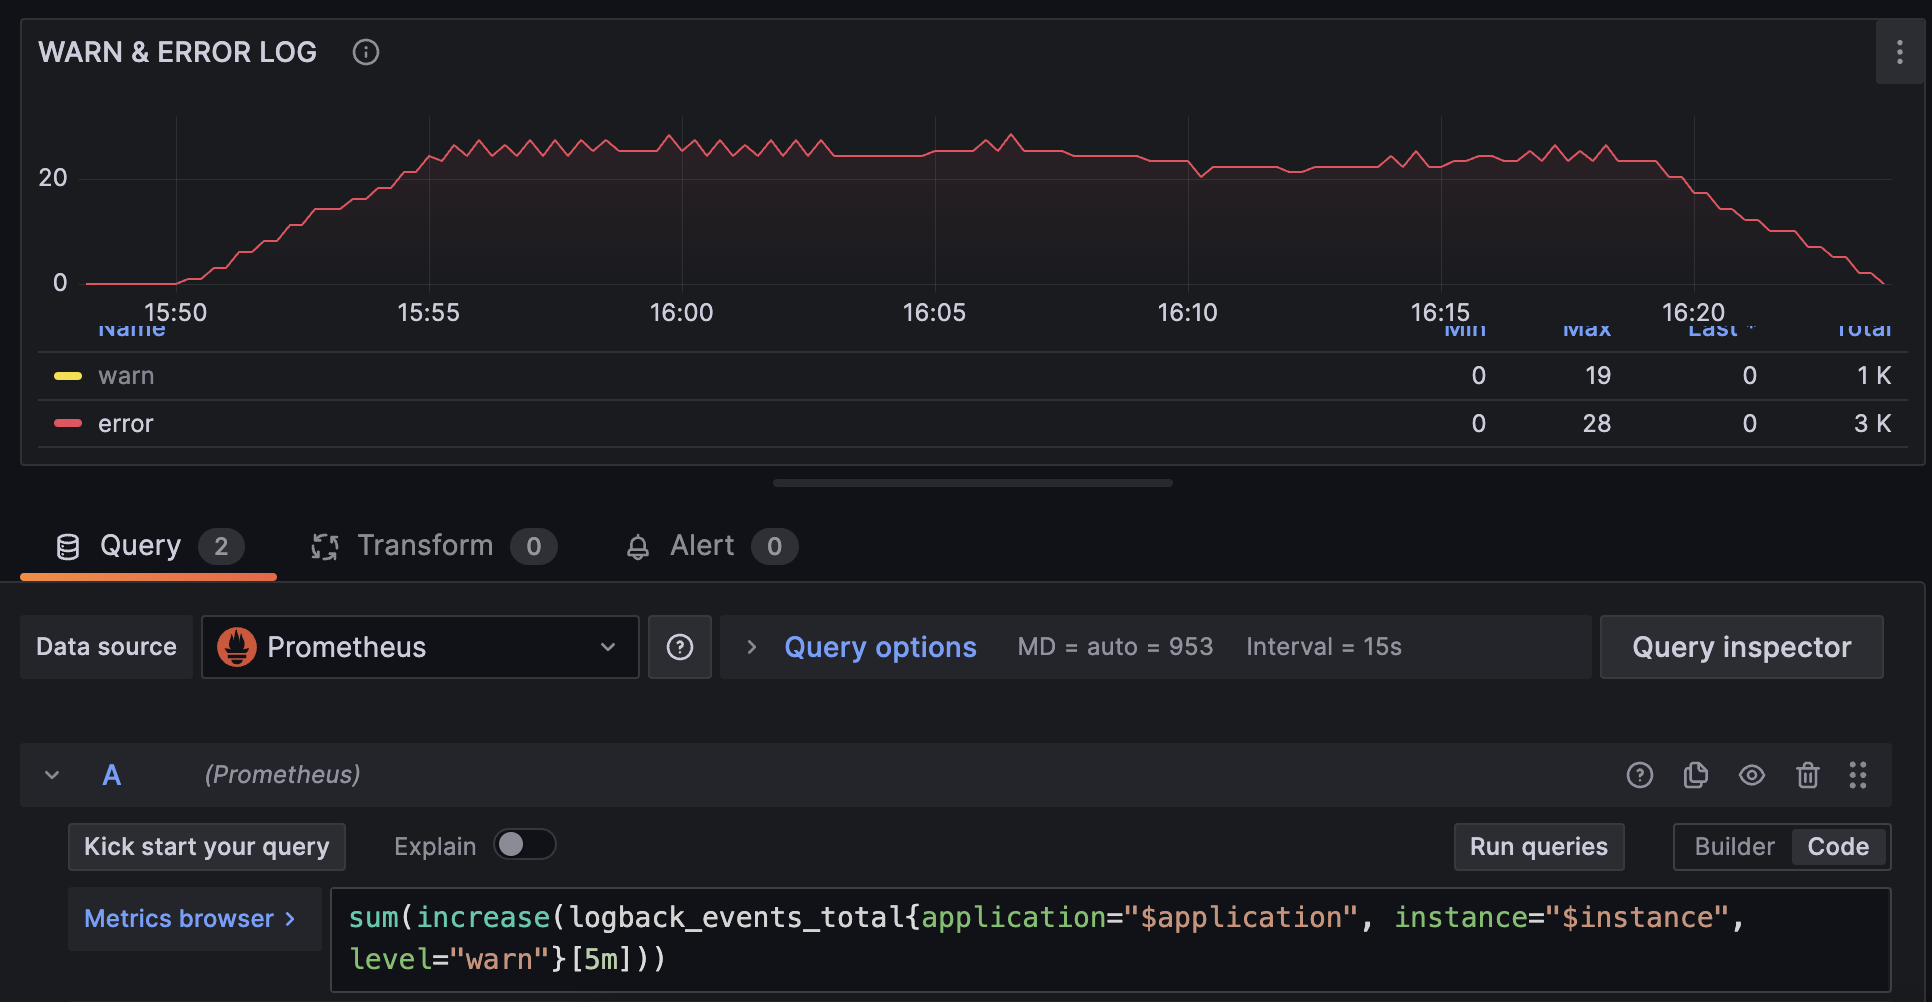 WARN & ERROR LOG
20
0
15:50 15:55 16:00 16:05 16:10 16:15 16:20
Name Min Max Last * Total
warn 0 19 0 1 K
error 0 28 0 3 K
Query 2 Transform 0 Alert 0
Data source Prometheus Query options MD = auto = 953 Interval = 15s Query inspector
A (Prometheus)
Kick start your query Explain Run queries Builder Code
Metrics browser > sum(increase(logback_events_total{application="$application", instance="$instance",
level="warn"}[5m]))